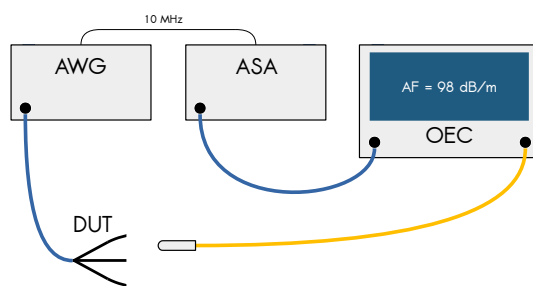 10 MHz
AWG
ASA
AF = 98 dB/m
OEC
DUT